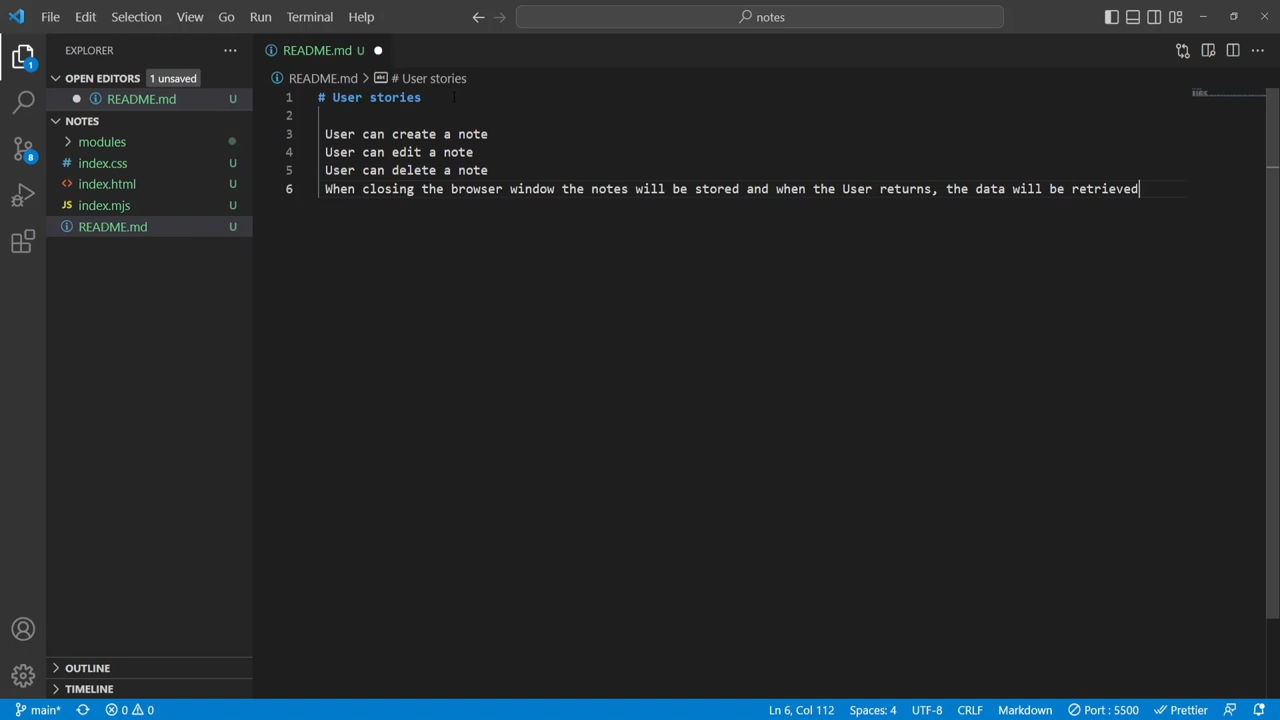 File Edit Selection View Go Run Terminal Help
notes
EXPLORER
README.md U
OPEN EDITORS 1 unsaved
README.md > # User stories
README.md U
1 # User stories
NOTES
2
modules
3 User can create a note
index.css U
4 User can edit a note
index.html U
5 User can delete a note
index.mjs U
6 When closing the browser window the notes will be stored and when the User returns, the data will be retrieved
README.md U
1
8
OUTLINE
TIMELINE
main* 0 0 Ln 6, Col 112 Spaces: 4 UTF-8 CRLF Markdown Port : 5500 Prettier